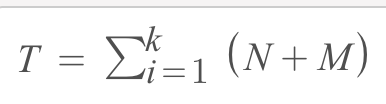 T = ∑_{i=1}^{k} (N + M)